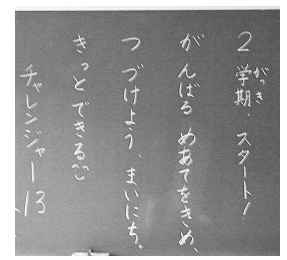 2学期、スタート!
がんばる めあてをきめ、
つづけよう、まいにち。
きっと できる^^
チャレンジャー13